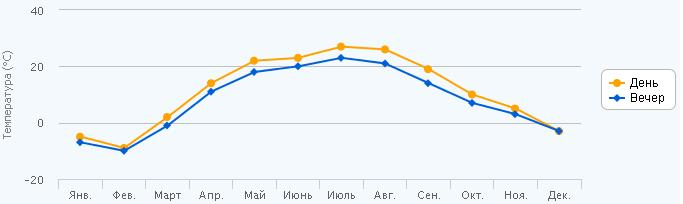 40
Температура (°C)
20
0
-20
Янв. Фев. Март Апр. Май Июнь Июль Авг. Сен. Окт. Ноя. Дек.
День
Вечер